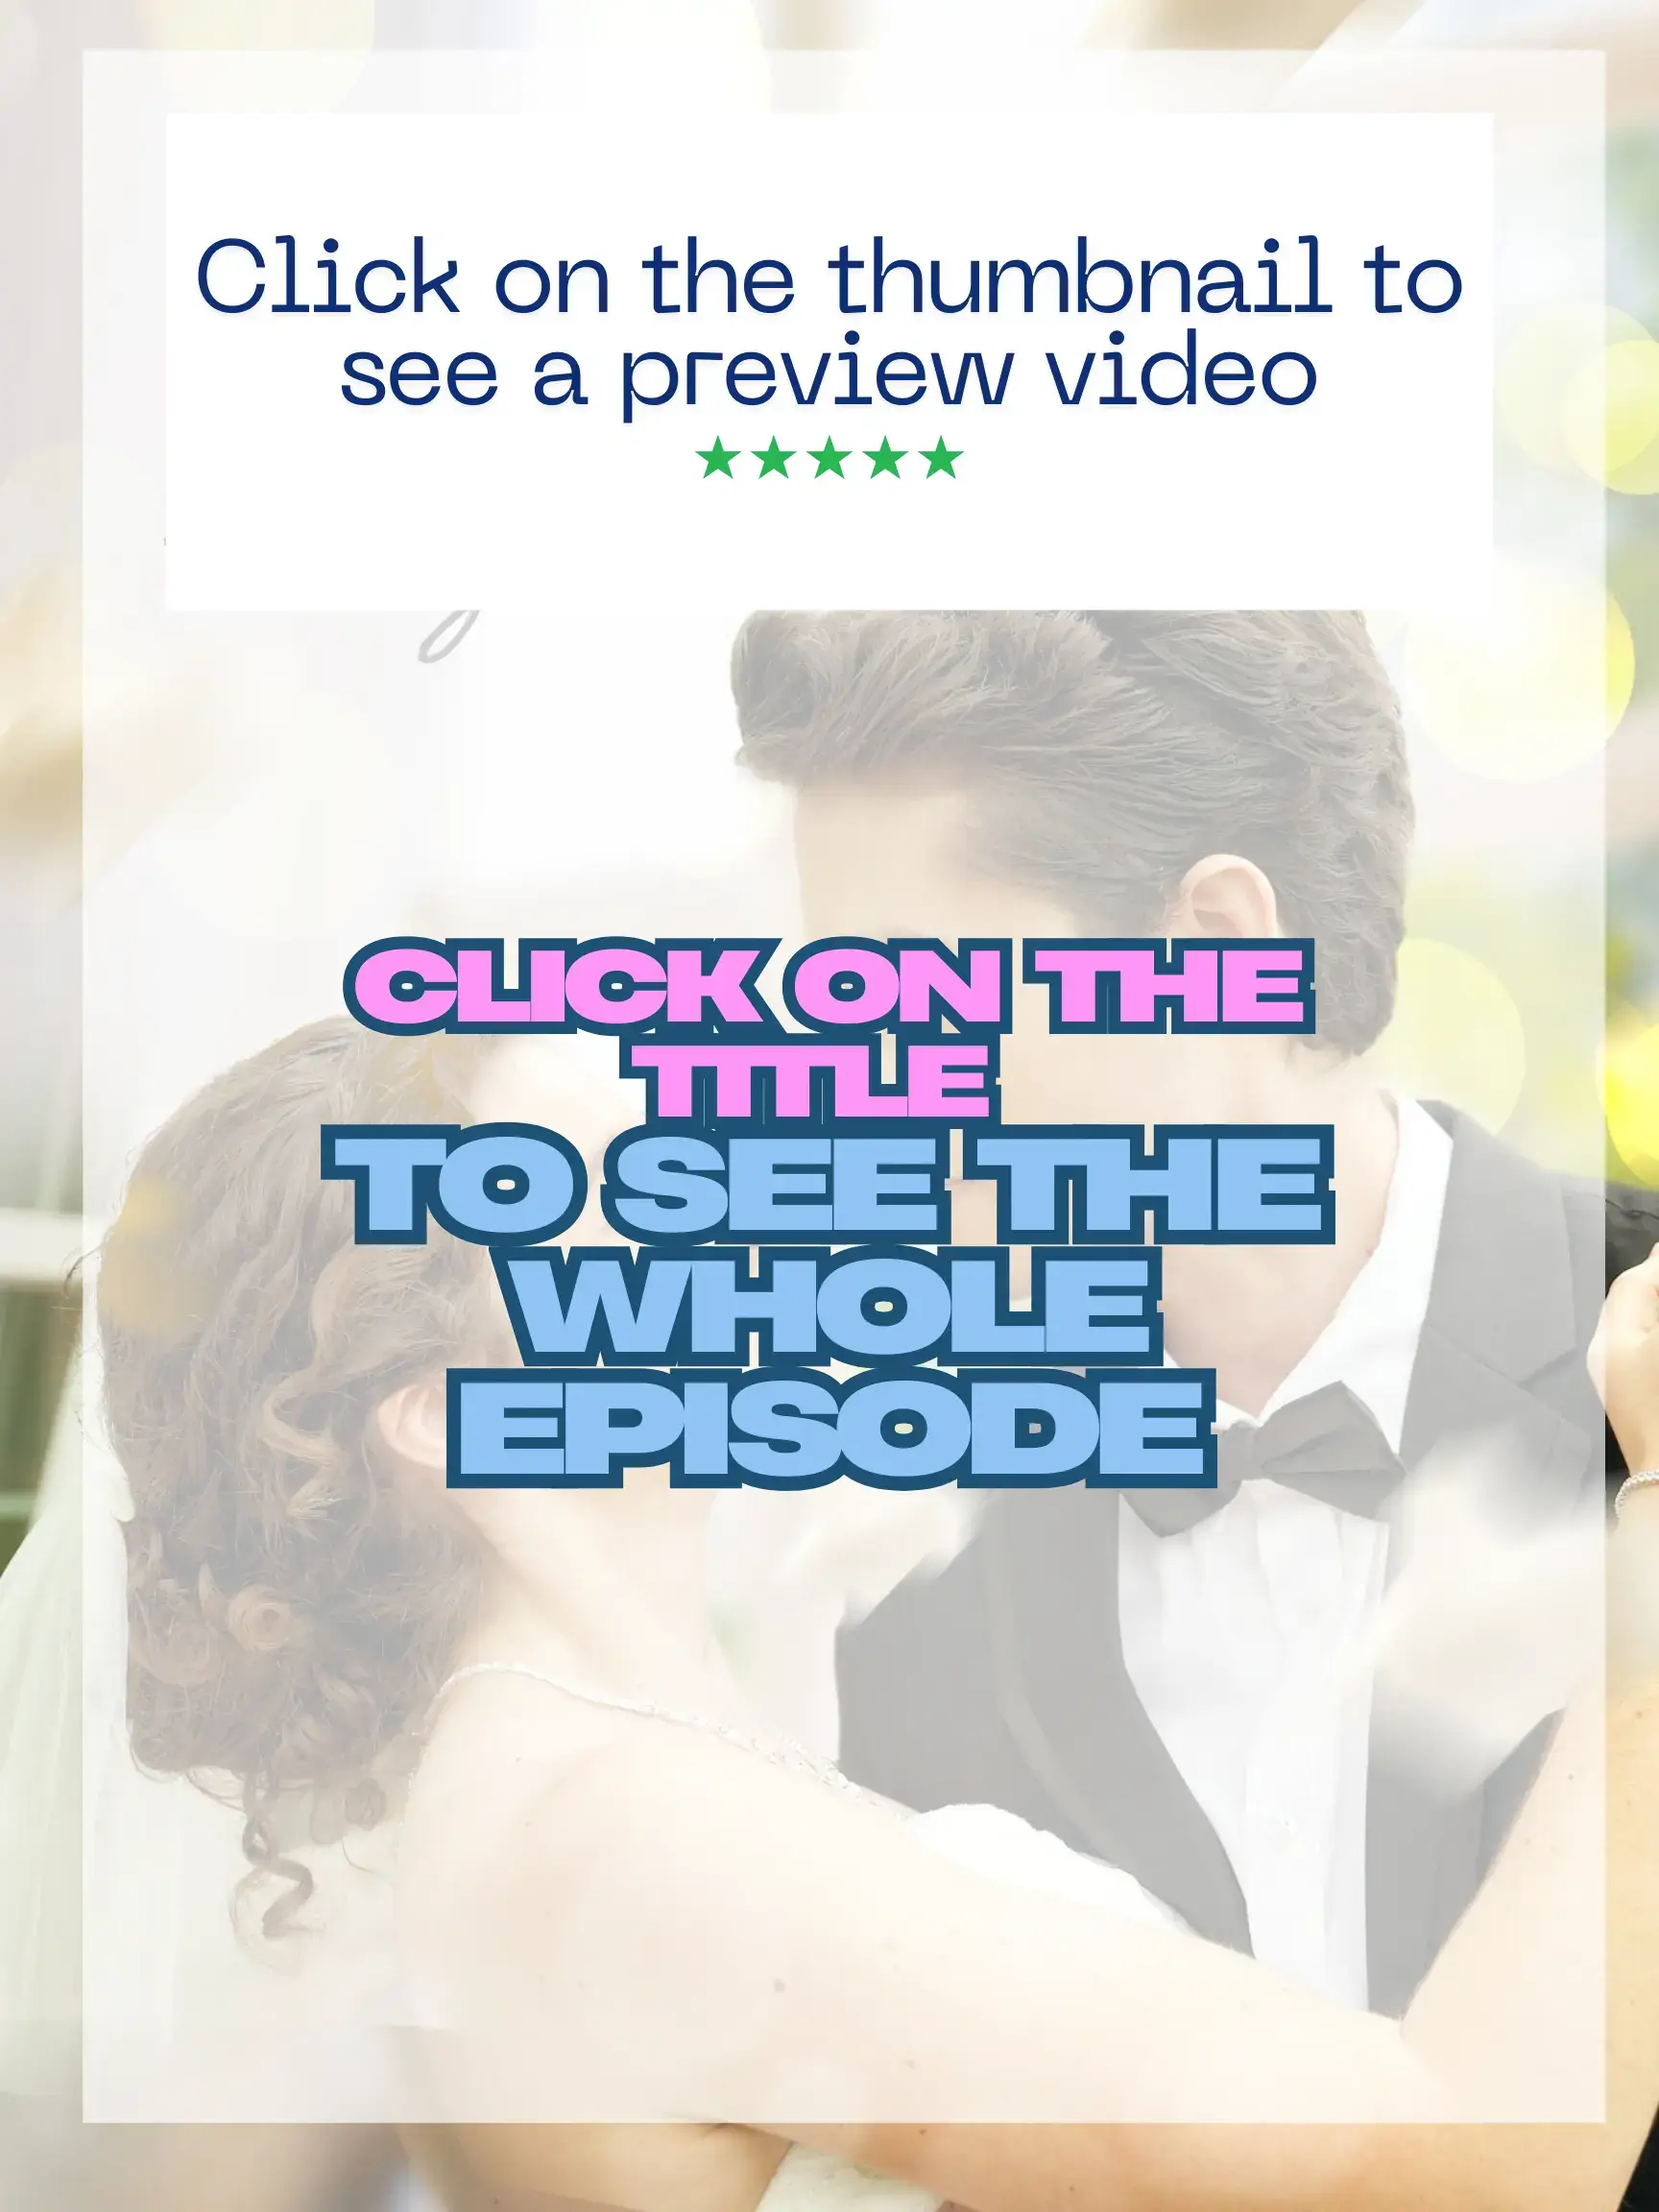 Click on the thumbnail to
see a preview video
★★★★★
CLICK ON THE
TITLE
TO SEE THE
WHOLE
EPISODE